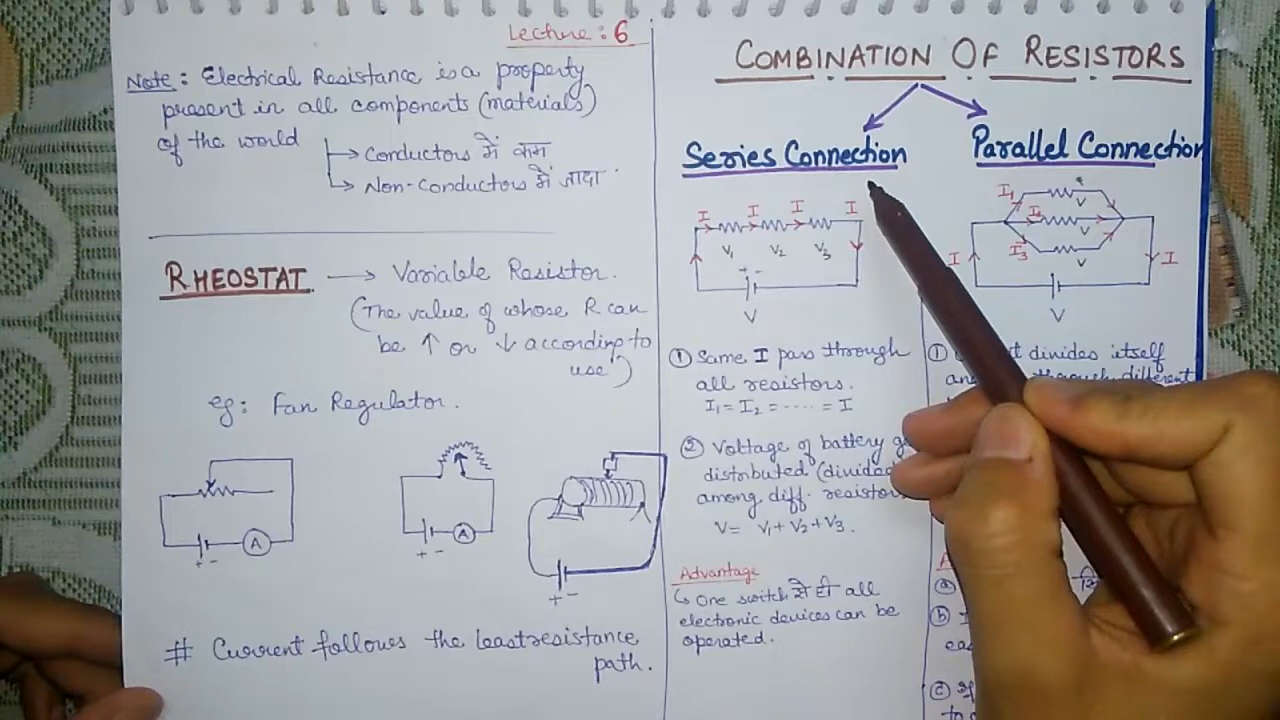 Lecture : 6
Note : Electrical Resistance is a property
present in all components (materials)
of the world
Conductors में कम
Non-Conductors में जादा
RHEOSTAT → Variable Resistor.
(The value of whose R can
be ↑ or ↓ according to
use)
eg : Fan Regulator.
A
+ -
A
+ -
+ -
# Current follows the least resistance
path.
COMBINATION OF RESISTORS
Series Connection
I I I I
V₁ V₂ V₃
+ -
V
① Same I pass through
all resistors.
I₁ = I₂ = ..... = I
② Voltage of battery
distributed (divided
among diff. resistor
V = V₁ + V₂ + V₃.
Advantage
↳ One switch से ही all
electronic devices can be
operated.
Parallel Connection
I₁ V
I₂ V
I₃ V
I I
V
① divides itself
through different
ⓐ
ⓑ
ⓒ